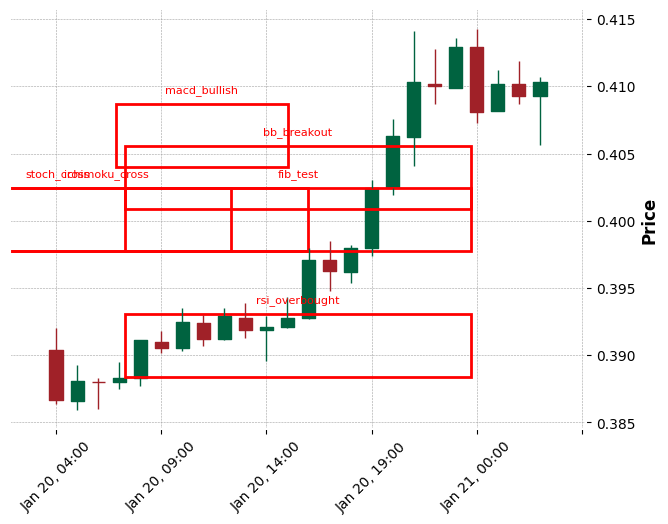 0.415
macd_bullish
0.410
bb_breakout
0.405
stoch_cross
ichimoku_cross
fib_test
0.400
Price
0.395
rsi_overbought
0.390
0.385
Jan 20, 04:00
Jan 20, 09:00
Jan 20, 14:00
Jan 20, 19:00
Jan 21, 00:00